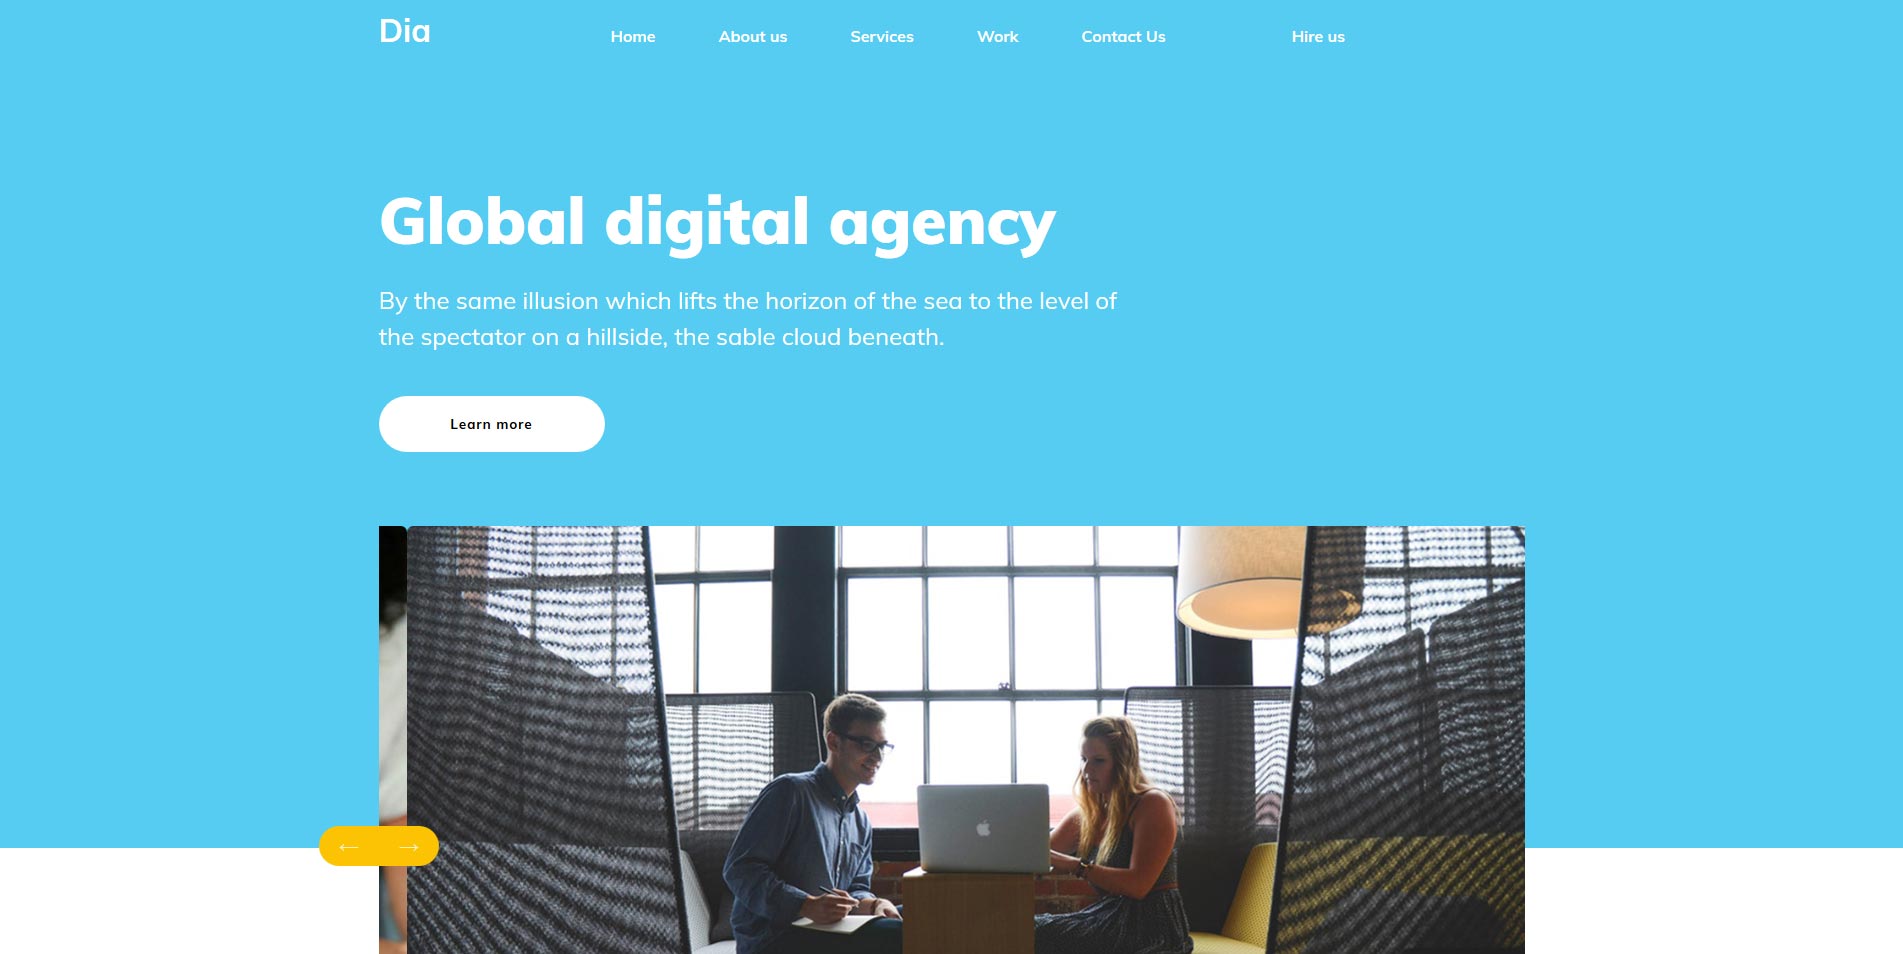 Dia
Home About us Services Work Contact Us Hire us
Global digital agency
By the same illusion which lifts the horizon of the sea to the level of
the spectator on a hillside, the sable cloud beneath.
Learn more